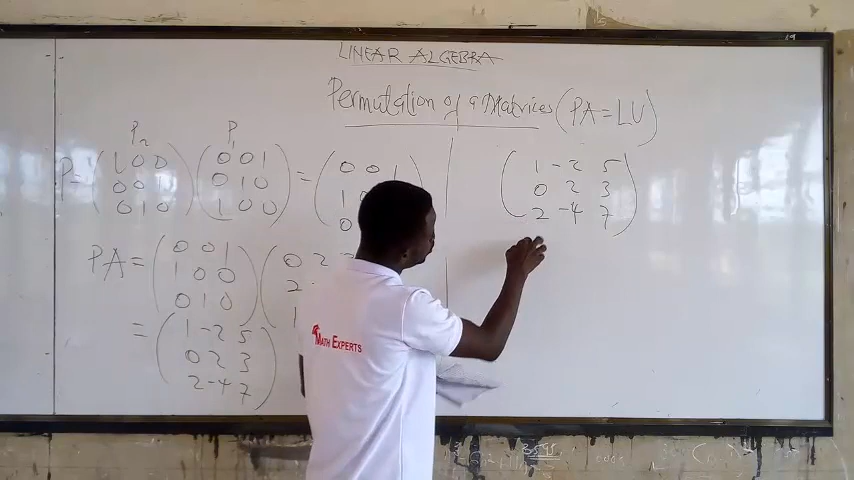 LINEAR ALGEBRA
Permutation of a Matrices (PA=LU)
P2 P1
P= (1 0 0 0 0 1 = 0 0 1
0 0 1 0 1 0 1 0
0 1 0) (1 0 0) 0
PA= 0 0 1 0 2
1 0 0 2
0 1 0 1
= 1 -2 5
0 2 3
2 -4 7
1 -2 5
0 2 3
2 -4 7
MATH EXPERTS